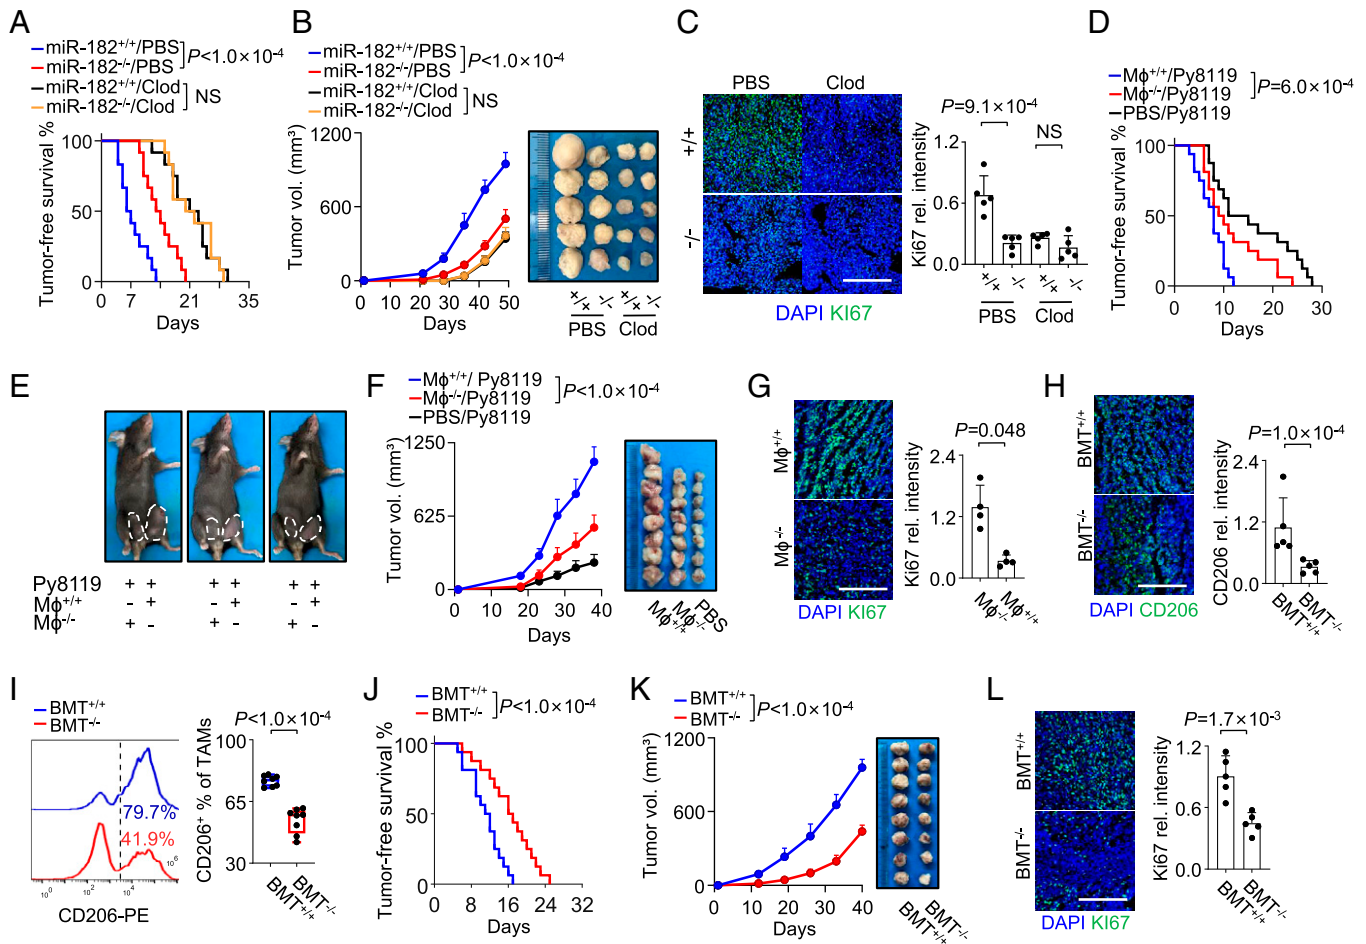 A
miR-182+/+/PBS
miR-182-/-/PBS
P<1.0×10-4
miR-182+/+/Clod
miR-182-/-/Clod
NS
Tumor-free survival %
100
50
0
7
21
35
Days
B
miR-182+/+/PBS
miR-182-/-/PBS
P<1.0×10-4
miR-182+/+/Clod
miR-182-/-/Clod
NS
Tumor vol. (mm³)
1200
600
0
0 10 20 30 40 50
Days
+/+ -/- +/+ -/-
PBS Clod
C
PBS Clod
+/+
-/-
DAPI KI67
P=9.1×10-4
NS
Ki67 rel. intensity
1.2
0.6
0.0
+/+ -/- +/+ -/-
PBS Clod
D
Mϕ+/+/Py8119
Mϕ-/-/Py8119
P=6.0×10-4
PBS/Py8119
Tumor-free survival %
100
50
0
0 10 20 30
Days
E
Py8119 + + + + + +
Mϕ+/+ - + - + - +
Mϕ-/- + - + - + -
F
Mϕ+/+/ Py8119
Mϕ-/-/Py8119
P<1.0×10-4
PBS/Py8119
Tumor vol. (mm³)
1250
625
0
0 10 20 30 40
Days
Mϕ+/+ Mϕ-/- PBS
G
Mϕ+/+
Mϕ-/-
DAPI KI67
P=0.048
Ki67 rel. intensity
2.4
1.2
0.0
Mϕ-/- Mϕ+/+
H
BMT+/+
BMT-/-
DAPI CD206
P=1.0×10-4
CD206 rel. intensity
2.4
1.2
0.0
BMT+/+ BMT-/-
I
BMT+/+
BMT-/-
79.7%
41.9%
10⁰ 10² 10⁴ 10⁶
CD206-PE
P<1.0×10-4
CD206+ % of TAMs
100
65
30
BMT+/+ BMT-/-
J
BMT+/+
BMT-/-
P<1.0×10-4
Tumor-free survival %
100
50
0
0 8 16 24 32
Days
K
BMT+/+
BMT-/-
P<1.0×10-4
Tumor vol. (mm³)
1200
600
0
0 10 20 30 40
Days
BMT+/+ BMT-/-
L
BMT+/+
BMT-/-
DAPI KI67
P=1.7×10-3
Ki67 rel. intensity
1.2
0.6
0.0
BMT+/+ BMT-/-